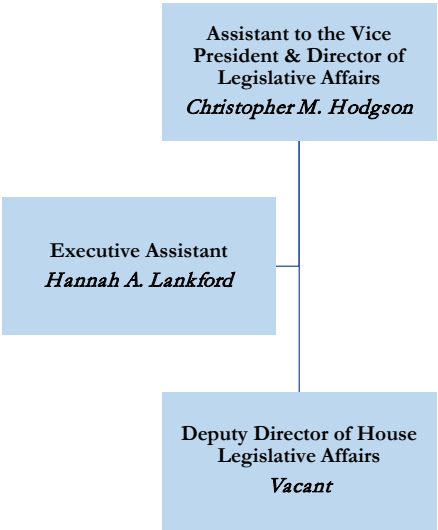 Assistant to the Vice
President & Director of
Legislative Affairs
Christopher M. Hodgson
Executive Assistant
Hannah A. Lankford
Deputy Director of House
Legislative Affairs
Vacant